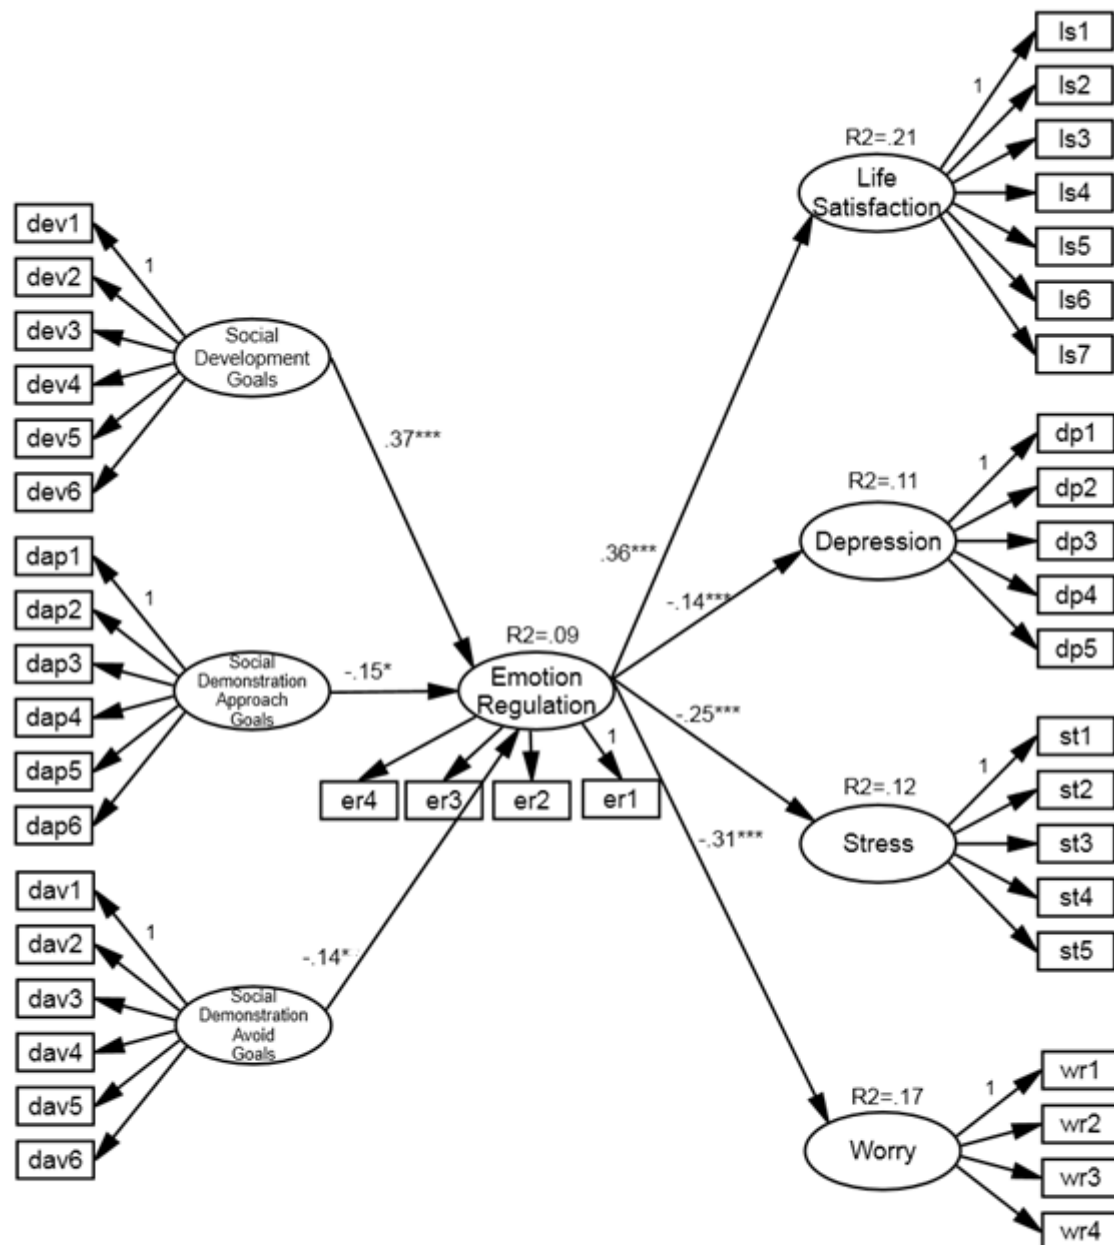 ls1
1
ls2
R2=.21
ls3
Life
Satisfaction
ls4
ls5
ls6
ls7
dev1
1
dev2
dev3
dev4
dev5
dev6
Social
Development
Goals
.37***
dp1
1
dp2
R2=.11
dp3
Depression
dp4
dp5
.36***
-.14***
dap1
1
dap2
dap3
dap4
dap5
dap6
Social
Demonstration
Approach
Goals
-.15*
R2=.09
Emotion
Regulation
1
er4
er3
er2
er1
-.25***
st1
1
st2
R2=.12
st3
Stress
st4
st5
-.31***
dav1
1
dav2
dav3
dav4
dav5
dav6
Social
Demonstration
Avoid
Goals
-.14*
wr1
1
wr2
R2=.17
wr3
Worry
wr4